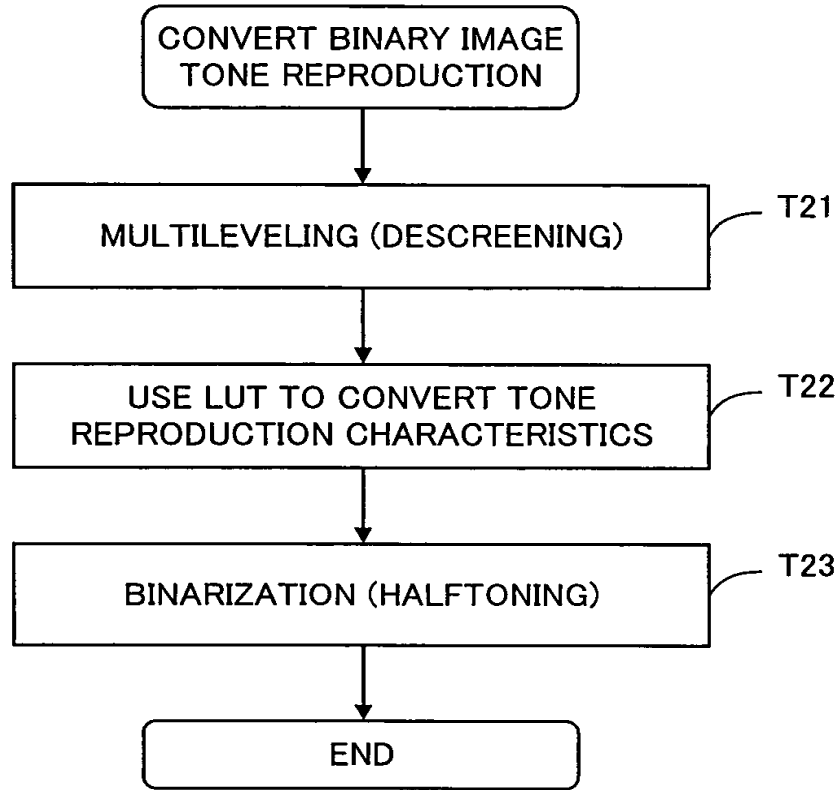 CONVERT BINARY IMAGE
TONE REPRODUCTION
MULTILEVELING (DESCREENING)
T21
USE LUT TO CONVERT TONE
REPRODUCTION CHARACTERISTICS
T22
BINARIZATION (HALFTONING)
T23
END